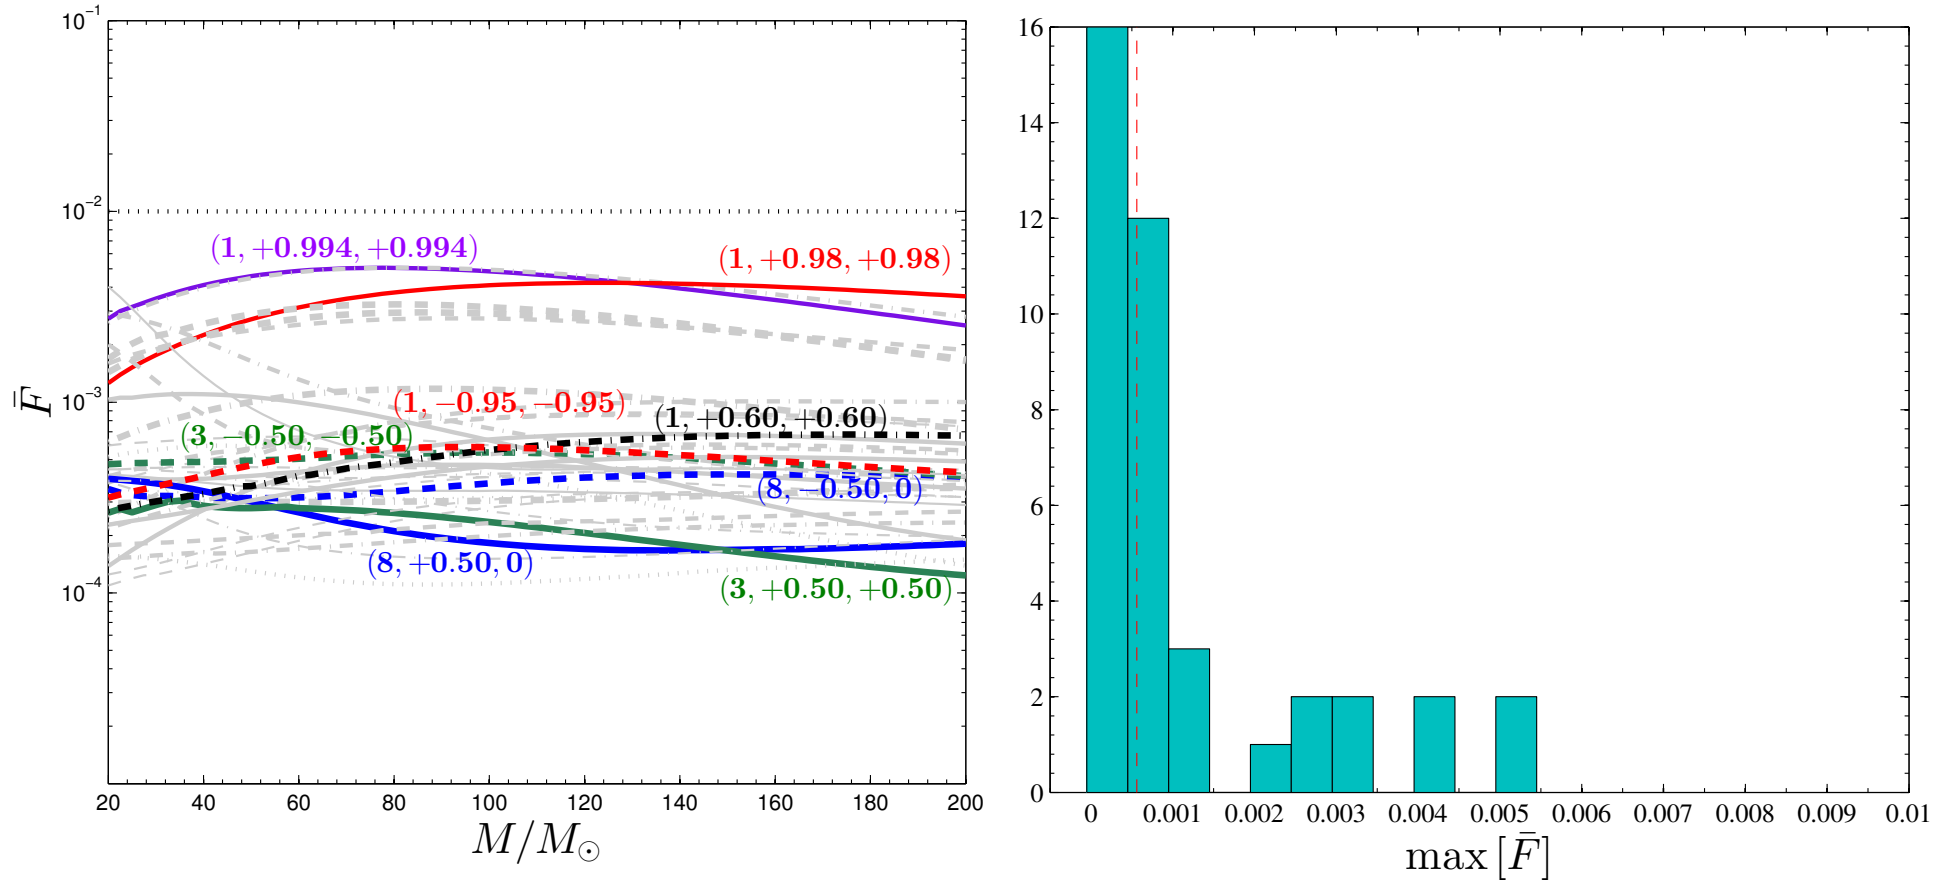 10⁻¹
10⁻²
10⁻³
10⁻⁴
F̄
(1, +0.994, +0.994)
(1, +0.98, +0.98)
(1, −0.95, −0.95)
(1, +0.60, +0.60)
(3, −0.50, −0.50)
(8, −0.50, 0)
(8, +0.50, 0)
(3, +0.50, +0.50)
20 40 60 80 100 120 140 160 180 200
M/M⊙
16
14
12
10
8
6
4
2
0
0 0.001 0.002 0.003 0.004 0.005 0.006 0.007 0.008 0.009 0.01
max [F̄]